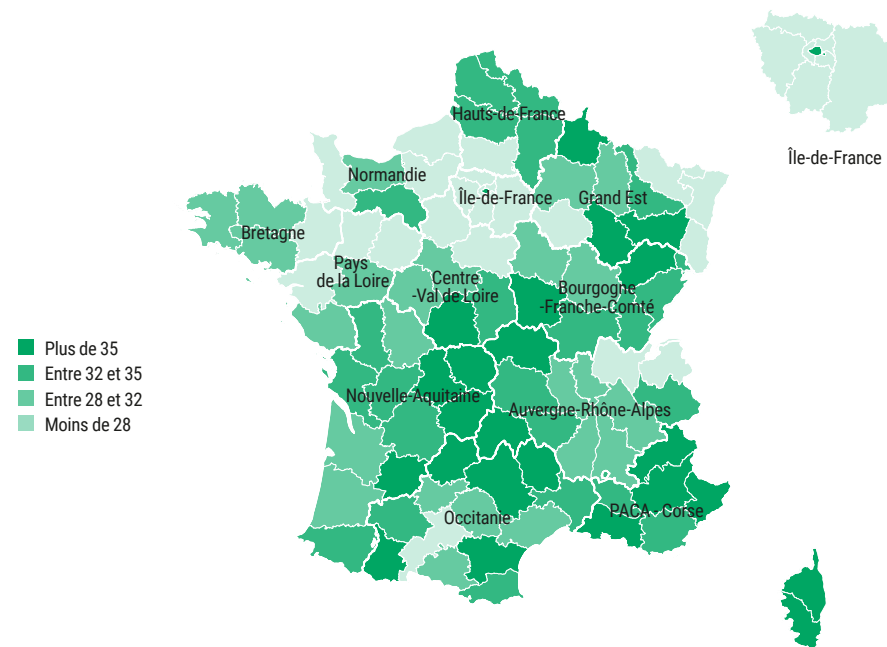 Île-de-France
Hauts-de-France
Normandie
Île-de-France
Grand Est
Bretagne
Pays
de la Loire
Centre
-Val de Loire
Bourgogne
-Franche-Comté
Plus de 35
Entre 32 et 35
Entre 28 et 32
Moins de 28
Nouvelle-Aquitaine
Auvergne-Rhône-Alpes
Occitanie
PACA - Corse